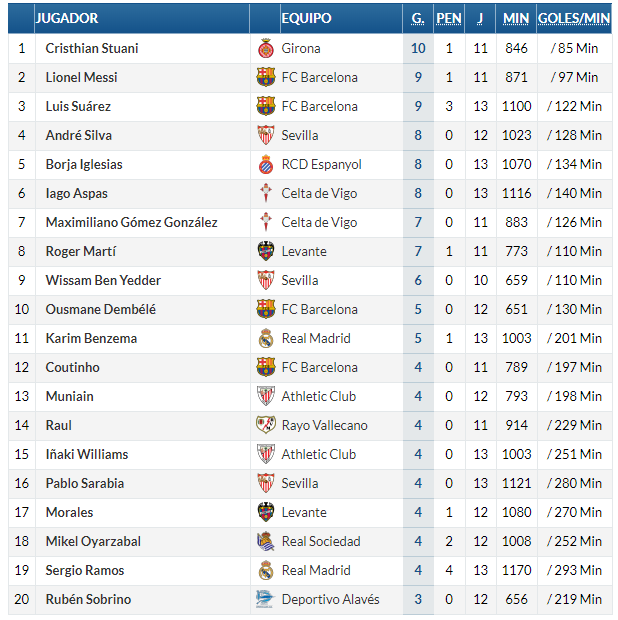 JUGADOR EQUIPO G. PEN J MIN GOLES/MIN
1 Cristhian Stuani Girona 10 1 11 846 / 85 Min
2 Lionel Messi FC Barcelona 9 1 11 871 / 97 Min
3 Luis Suárez FC Barcelona 9 3 13 1100 / 122 Min
4 André Silva Sevilla 8 0 12 1023 / 128 Min
5 Borja Iglesias RCD Espanyol 8 0 13 1070 / 134 Min
6 Iago Aspas Celta de Vigo 8 0 13 1116 / 140 Min
7 Maximiliano Gómez González Celta de Vigo 7 0 11 883 / 126 Min
8 Roger Martí Levante 7 1 11 773 / 110 Min
9 Wissam Ben Yedder Sevilla 6 0 10 659 / 110 Min
10 Ousmane Dembélé FC Barcelona 5 0 12 651 / 130 Min
11 Karim Benzema Real Madrid 5 1 13 1003 / 201 Min
12 Coutinho FC Barcelona 4 0 11 789 / 197 Min
13 Muniain Athletic Club 4 0 12 793 / 198 Min
14 Raul Rayo Vallecano 4 0 11 914 / 229 Min
15 Iñaki Williams Athletic Club 4 0 13 1003 / 251 Min
16 Pablo Sarabia Sevilla 4 0 13 1121 / 280 Min
17 Morales Levante 4 1 12 1080 / 270 Min
18 Mikel Oyarzabal Real Sociedad 4 2 12 1008 / 252 Min
19 Sergio Ramos Real Madrid 4 4 13 1170 / 293 Min
20 Rubén Sobrino Deportivo Alavés 3 0 12 656 / 219 Min